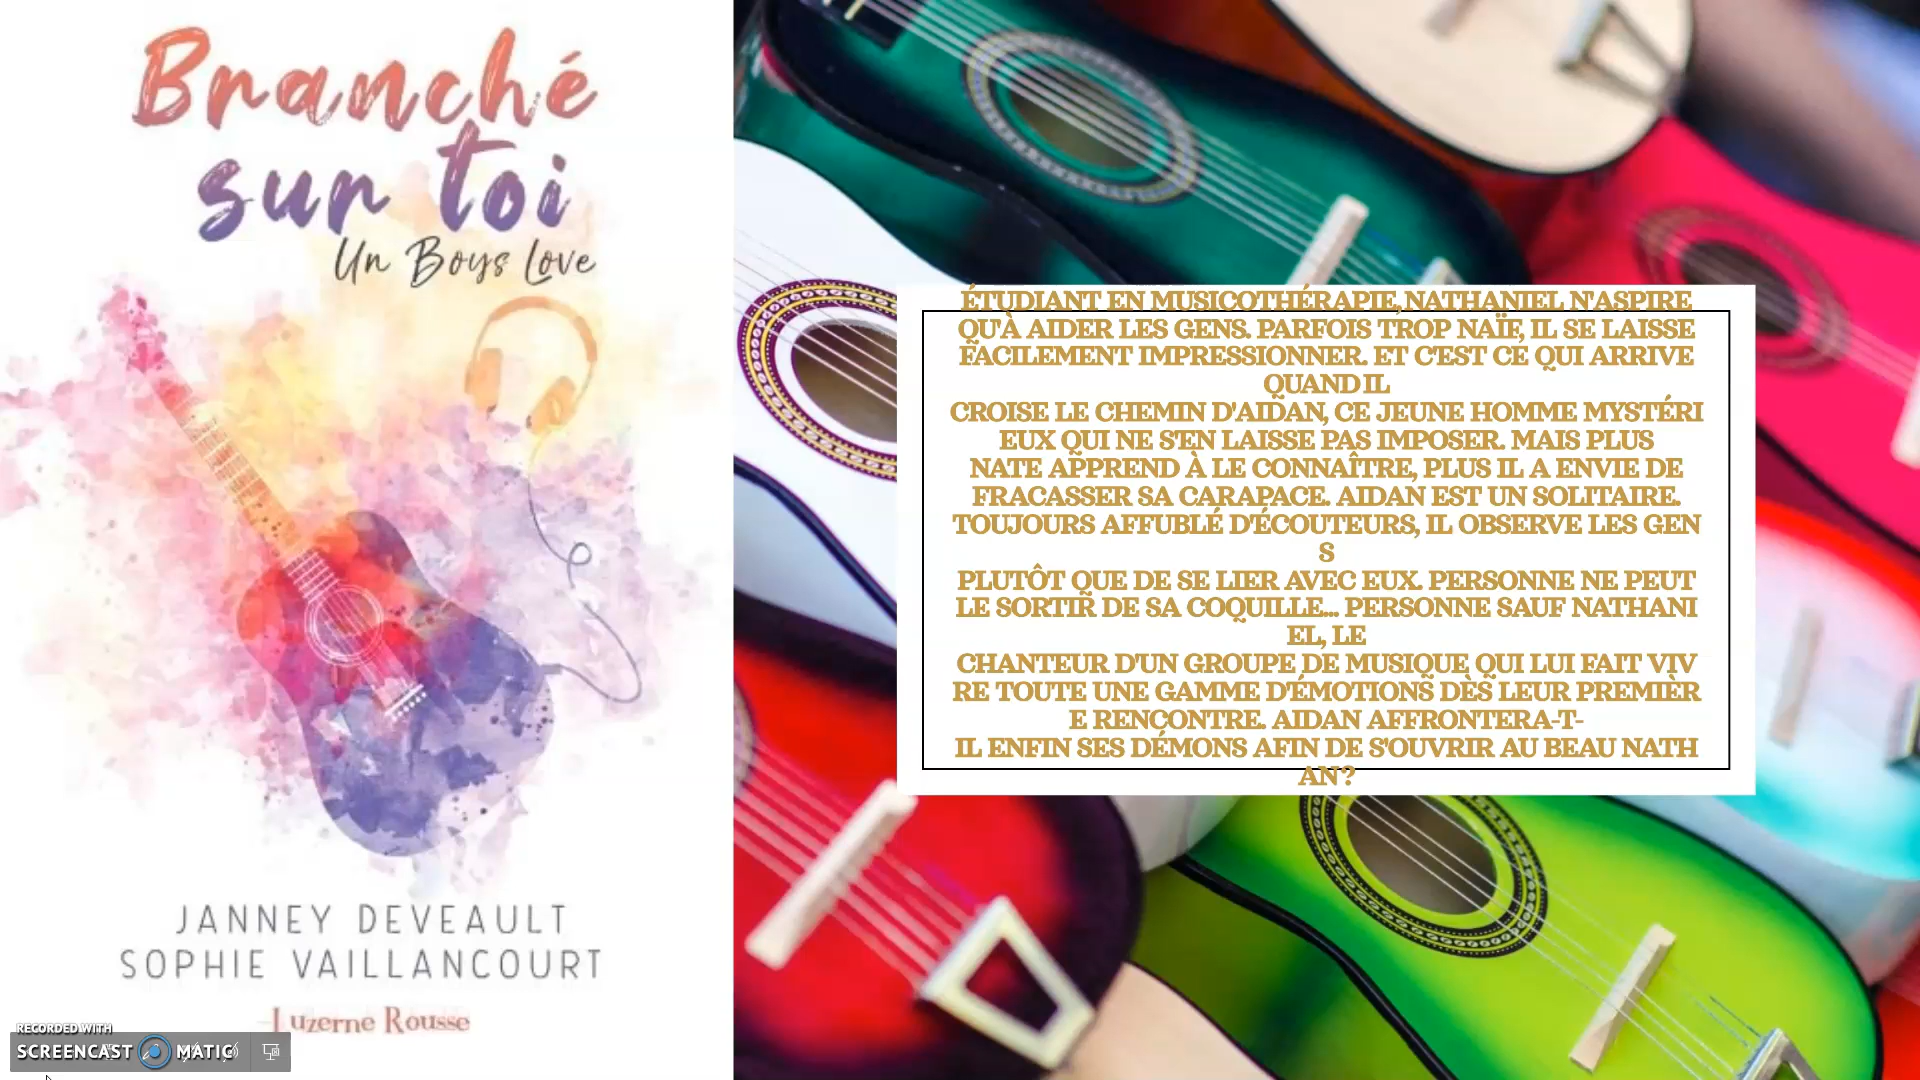 Branché
sur toi
Un Boys Love
JANNEY DEVEAULT
SOPHIE VAILLANCOURT
Luzerne Rousse
RECORDED WITH
SCREENCAST MATIC
ÉTUDIANT EN MUSICOTHÉRAPIE, NATHANIEL N'ASPIRE
QU'À AIDER LES GENS. PARFOIS TROP NAÏF, IL SE LAISSE
FACILEMENT IMPRESSIONNER. ET C'EST CE QUI ARRIVE
QUAND IL
CROISE LE CHEMIN D'AIDAN, CE JEUNE HOMME MYSTÉRI
EUX QUI NE S'EN LAISSE PAS IMPOSER. MAIS PLUS
NATE APPREND À LE CONNAÎTRE, PLUS IL A ENVIE DE
FRACASSER SA CARAPACE. AIDAN EST UN SOLITAIRE.
TOUJOURS AFFUBLÉ D'ÉCOUTEURS, IL OBSERVE LES GEN
S
PLUTÔT QUE DE SE LIER AVEC EUX. PERSONNE NE PEUT
LE SORTIR DE SA COQUILLE... PERSONNE SAUF NATHANI
EL, LE
CHANTEUR D'UN GROUPE DE MUSIQUE QUI LUI FAIT VIV
RE TOUTE UNE GAMME D'ÉMOTIONS DÈS LEUR PREMIÈR
E RENCONTRE. AIDAN AFFRONTERA-T-
IL ENFIN SES DÉMONS AFIN DE S'OUVRIR AU BEAU NATH
AN?